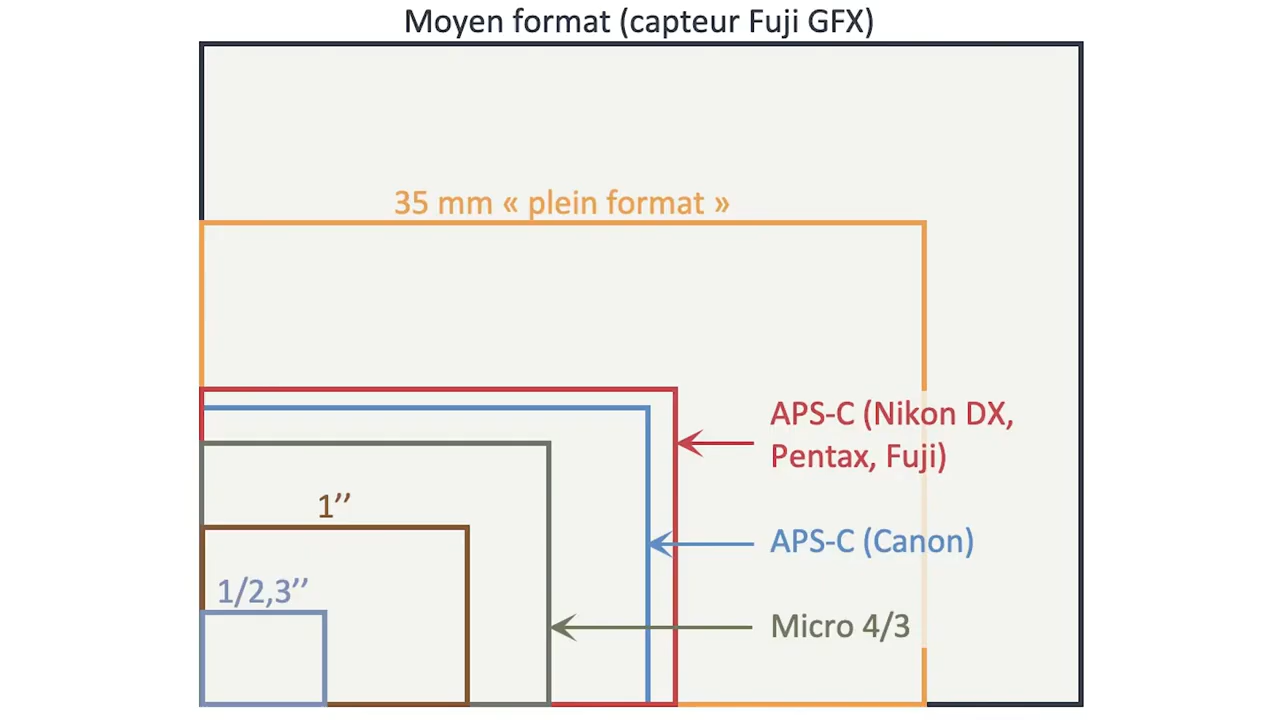 Moyen format (capteur Fuji GFX)
35 mm « plein format »
APS-C (Nikon DX,
Pentax, Fuji)
1’’
APS-C (Canon)
1/2,3’’
Micro 4/3